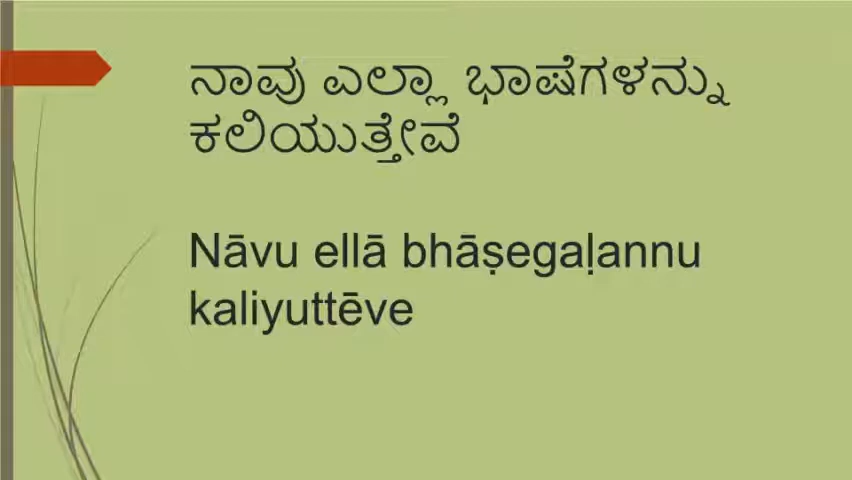 ನಾವು ಎಲ್ಲಾ ಭಾಷೆಗಳನ್ನು
ಕಲಿಯುತ್ತೇವೆ
Nāvu ellā bhāṣegaḷannu
kaliyuttēve